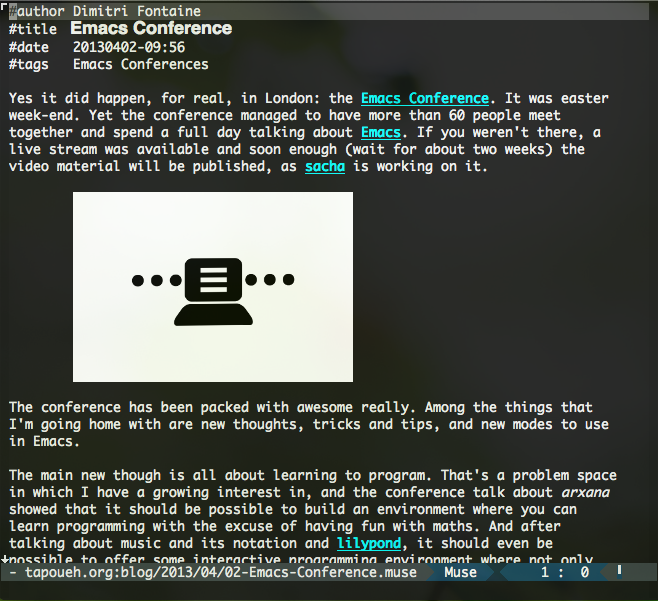 #author Dimitri Fontaine
#title Emacs Conference
#date 20130402-09:56
#tags Emacs Conferences
Yes it did happen, for real, in London: the Emacs Conference. It was easter
week-end. Yet the conference managed to have more than 60 people meet
together and spend a full day talking about Emacs. If you weren't there, a
live stream was available and soon enough (wait for about two weeks) the
video material will be published, as sacha is working on it.
The conference has been packed with awesome really. Among the things that
I'm going home with are new thoughts, tricks and tips, and new modes to use
in Emacs.
The main new though is all about learning to program. That's a problem space
in which I have a growing interest in, and the conference talk about arxana
showed that it should be possible to build an environment where you can
learn programming with the excuse of having fun with maths. And after
talking about music and its notation and lilypond, it should even be
possible to offer some interactive programming environment where not only
- tapoueh.org:blog/2013/04/02-Emacs-Conference.muse Muse 1 : 0